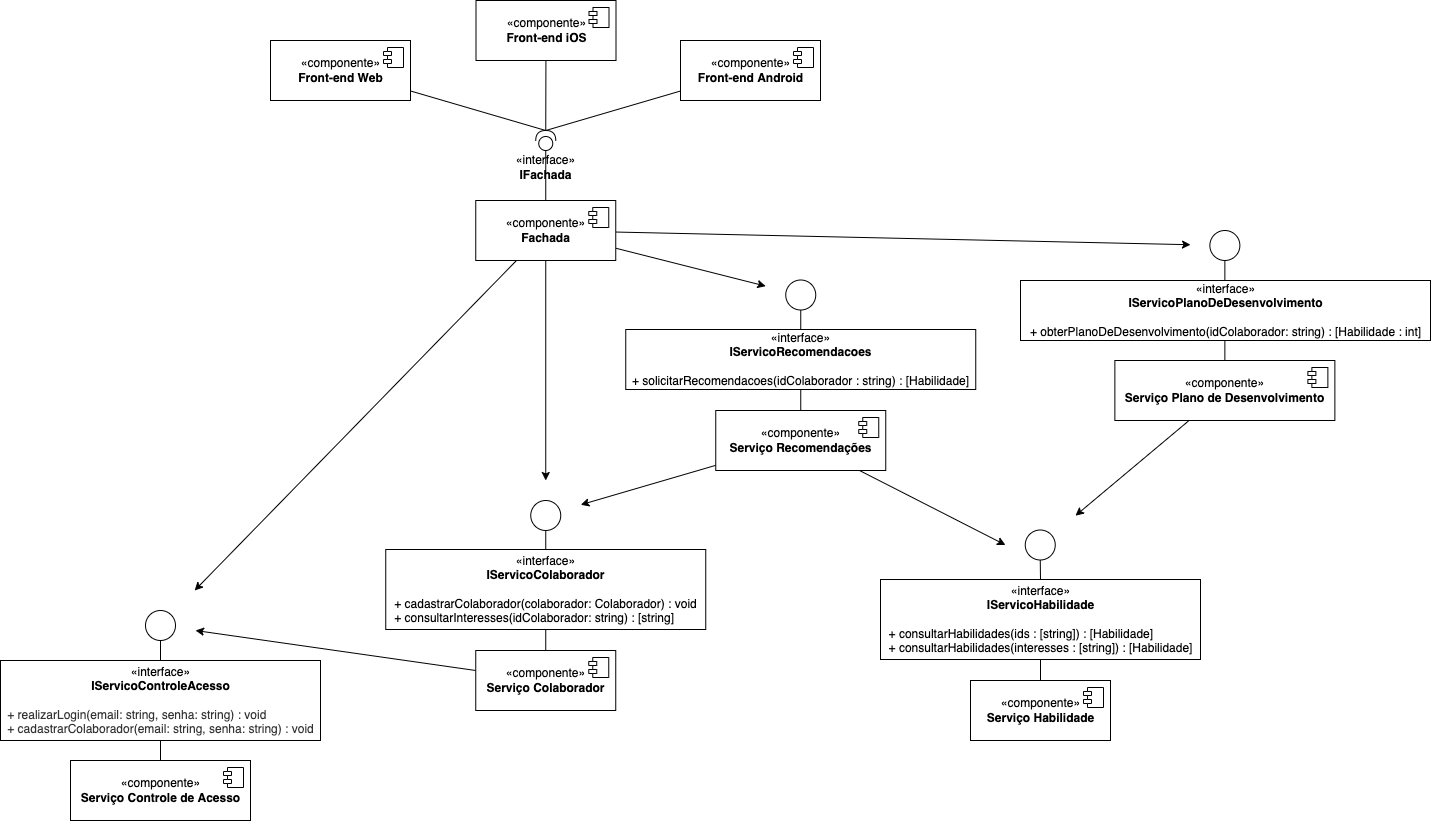 «componente»
Front-end iOS
«componente»
Front-end Web
«componente»
Front-end Android
«interface»
IFachada
«componente»
Fachada
«interface»
IServicoPlanoDeDesenvolvimento
+ obterPlanoDeDesenvolvimento(idColaborador: string) : [Habilidade : int]
«interface»
IServicoRecomendacoes
+ solicitarRecomendacoes(idColaborador : string) : [Habilidade]
«componente»
Serviço Plano de Desenvolvimento
«componente»
Serviço Recomendações
«interface»
IServicoColaborador
+ cadastrarColaborador(colaborador: Colaborador) : void
+ consultarInteresses(idColaborador: string) : [string]
«interface»
IServicoHabilidade
+ consultarHabilidades(ids : [string]) : [Habilidade]
+ consultarHabilidades(interesses : [string]) : [Habilidade]
«interface»
IServicoControleAcesso
+ realizarLogin(email: string, senha: string) : void
+ cadastrarColaborador(email: string, senha: string) : void
«componente»
Serviço Colaborador
«componente»
Serviço Habilidade
«componente»
Serviço Controle de Acesso